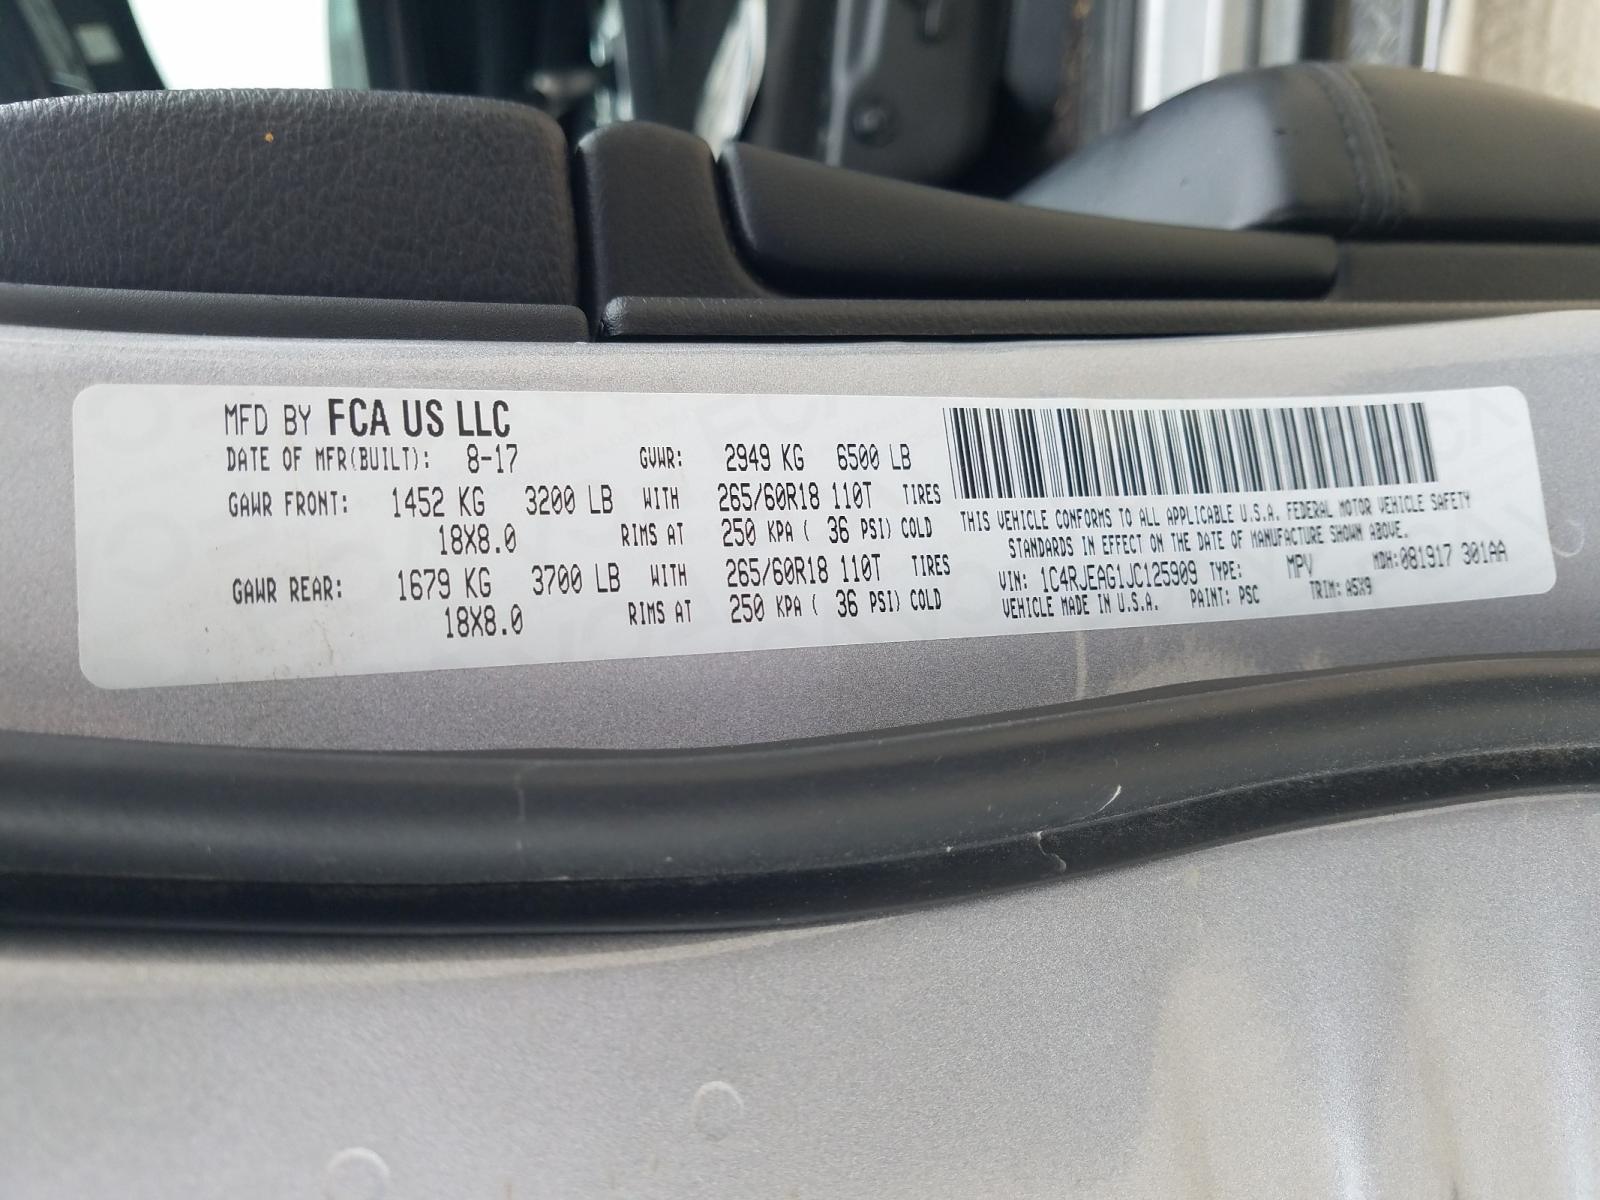 MFD BY FCA US LLC
DATE OF MFR(BUILT): 8-17 GVWR: 2949 KG 6500 LB
GAWR FRONT: 1452 KG 3200 LB WITH 265/60R18 110T TIRES
18X8.0 RIMS AT 250 KPA ( 36 PSI) COLD
GAWR REAR: 1679 KG 3700 LB WITH 265/60R18 110T TIRES
18X8.0 RIMS AT 250 KPA ( 36 PSI) COLD
THIS VEHICLE CONFORMS TO ALL APPLICABLE U.S.A. FEDERAL MOTOR VEHICLE SAFETY
STANDARDS IN EFFECT ON THE DATE OF MANUFACTURE SHOWN ABOVE.
VIN: 1C4RJEAG1JC125909 TYPE: MPV MDH:081917 301AA
VEHICLE MADE IN U.S.A. PAINT: PSC TRIM: A5X9